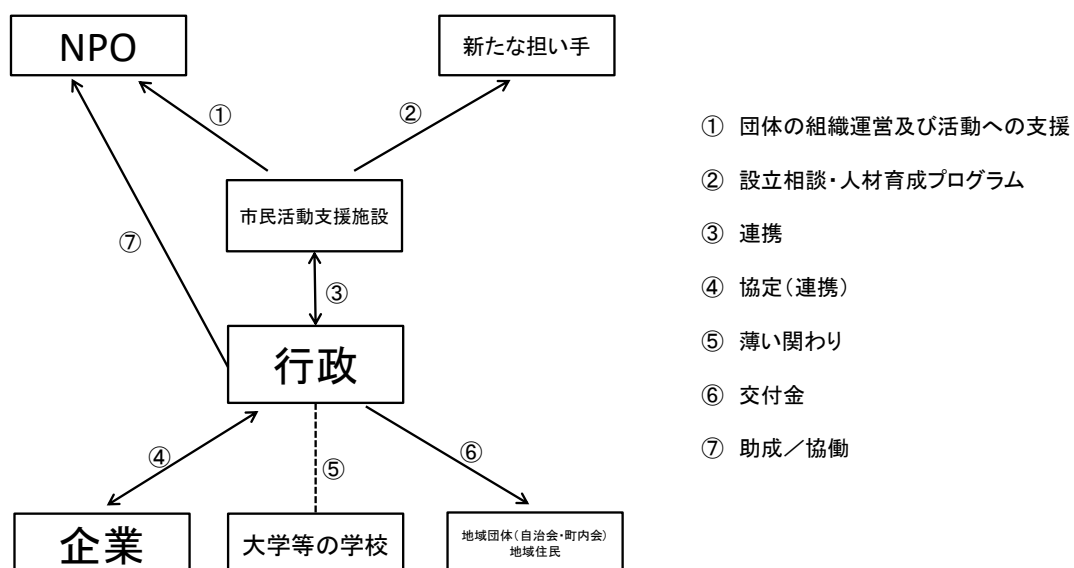 NPO
新たな担い手
①
②
市民活動支援施設
⑦
③
行政
④
⑤
⑥
企業
大学等の学校
地域団体(自治会・町内会)
地域住民
① 団体の組織運営及び活動への支援
② 設立相談・人材育成プログラム
③ 連携
④ 協定(連携)
⑤ 薄い関わり
⑥ 交付金
⑦ 助成/協働